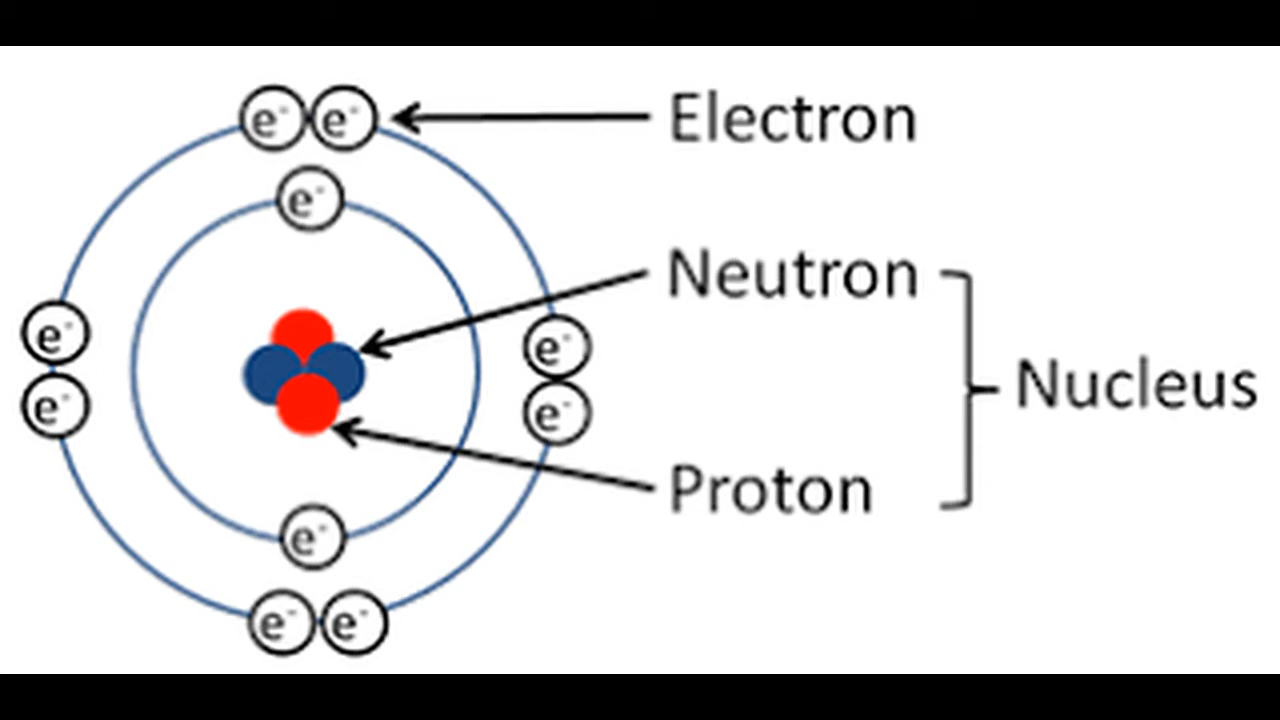 e⁻ e⁻ Electron
e⁻
Neutron
e⁻ e⁻
Nucleus
e⁻ e⁻
Proton
e⁻
e⁻ e⁻